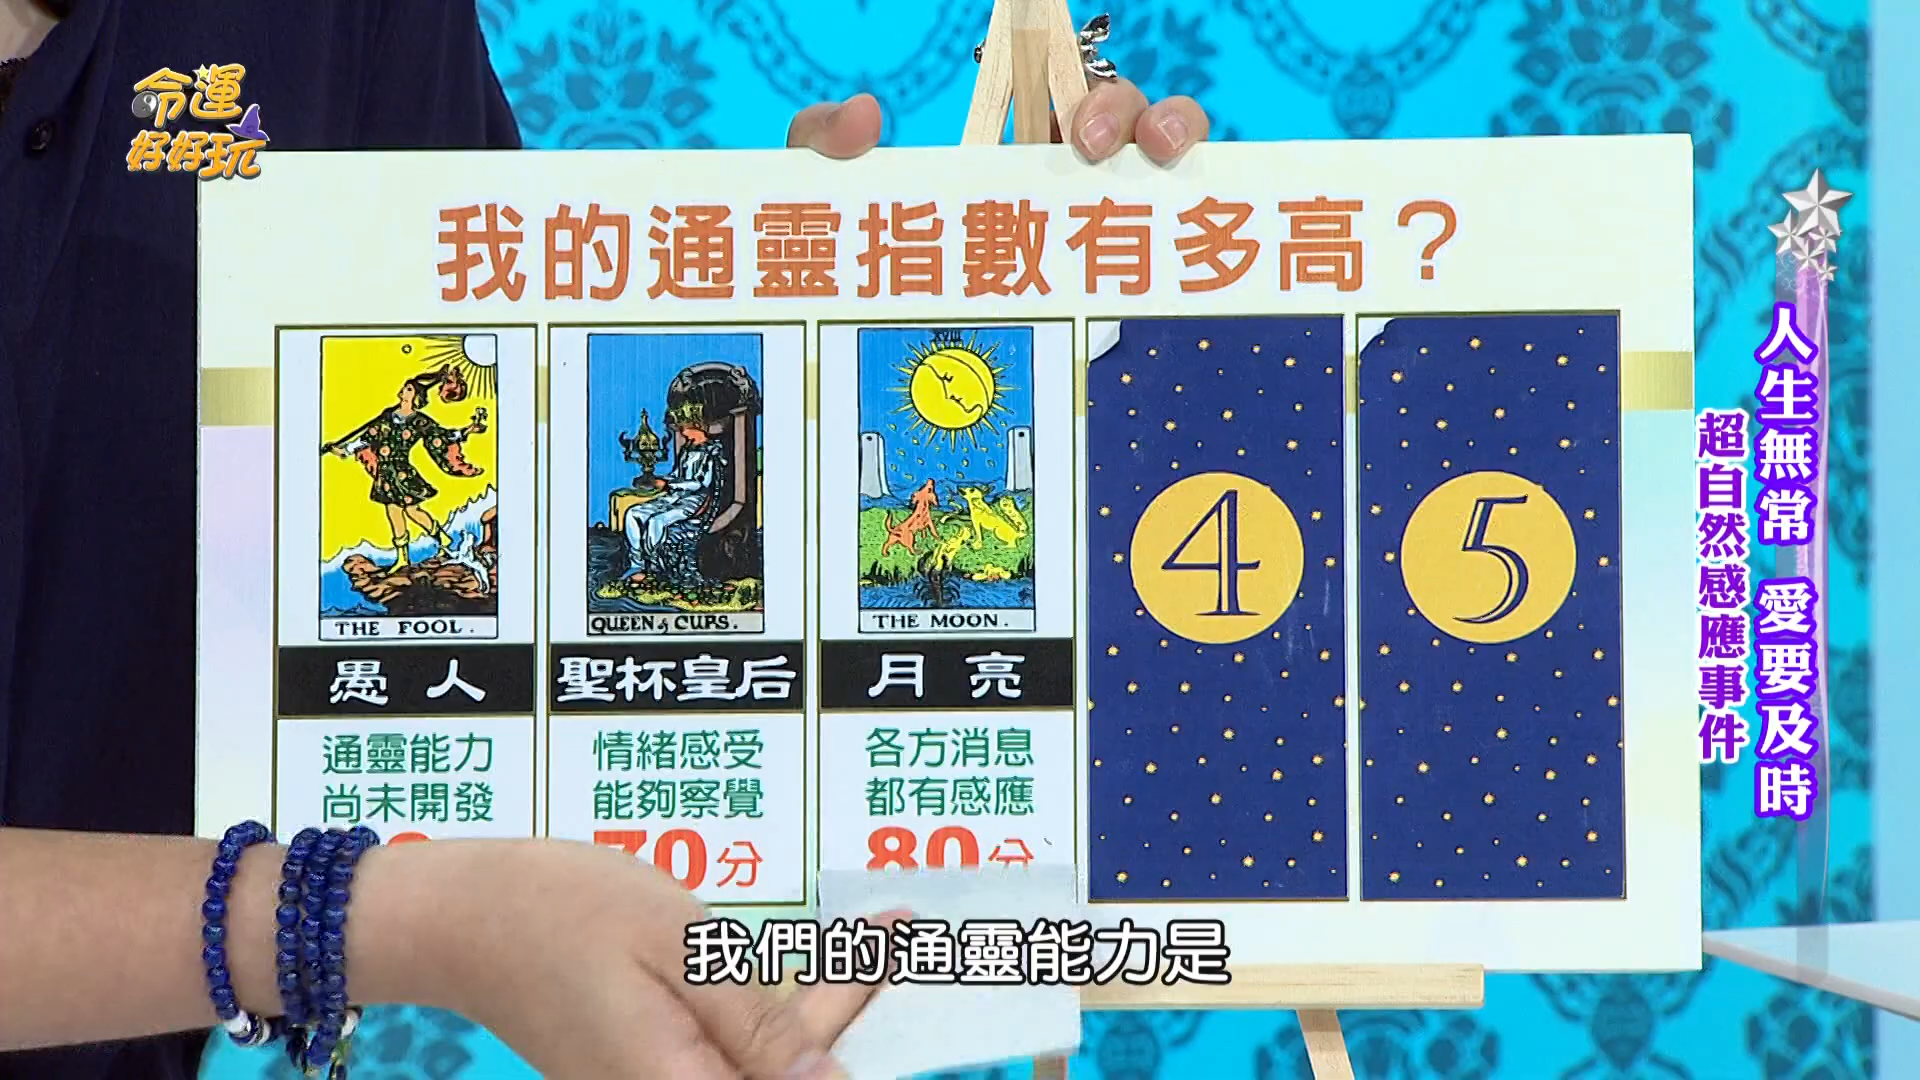 命運
好好玩
我的通靈指數有多高？
XVIII
THE FOOL.
QUEEN of CUPS.
THE MOON.
愚人
聖杯皇后
月亮
通靈能力
尚未開發
情緒感受
能夠察覺
70分
各方消息
都有感應
80分
4
5
人生無常 愛要及時
超自然感應事件
我們的通靈能力是